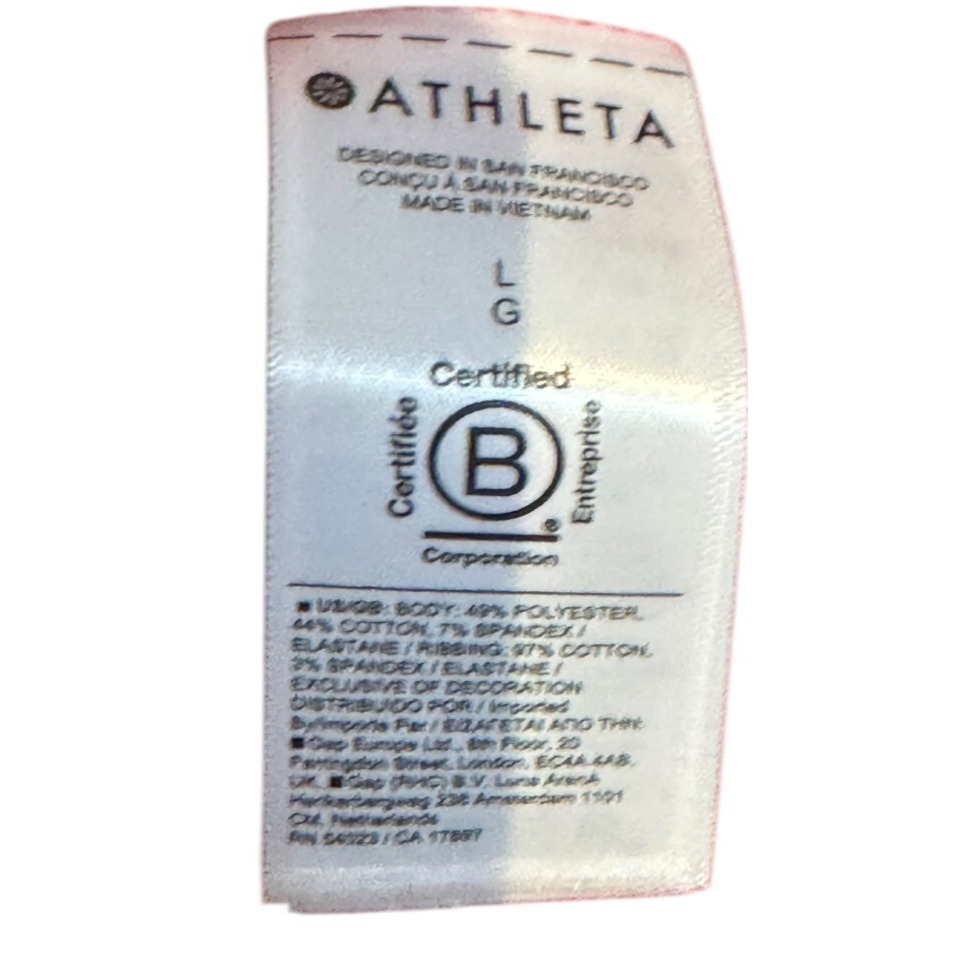 ATHLETA
DESIGNED IN SAN FRANCISCO
CONÇU À SAN FRANCISCO
MADE IN VIETNAM
L
G
Certified
Certifiée
B
Entreprise
®
Corporation
■ US/GB: BODY: 49% POLYESTER,
44% COTTON, 7% SPANDEX /
ELASTANE / RIBBING: 97% COTTON,
3% SPANDEX / ELASTANE /
EXCLUSIVE OF DECORATION
DISTRIBUIDO POR / Imported
By/Importe Par / ΕΙΣΑΓΕΤΑΙ ΑΠΟ ΤΗΝ:
■ Gap Europe Ltd., 8th Floor, 20
Farringdon Street, London, EC4A 4AB,
UK. ■ Gap (RHC) B.V. Luna ArenA
Herikerbergweg 238 Amsterdam 1101
CM, Netherlands
RN 54023 / CA 17897